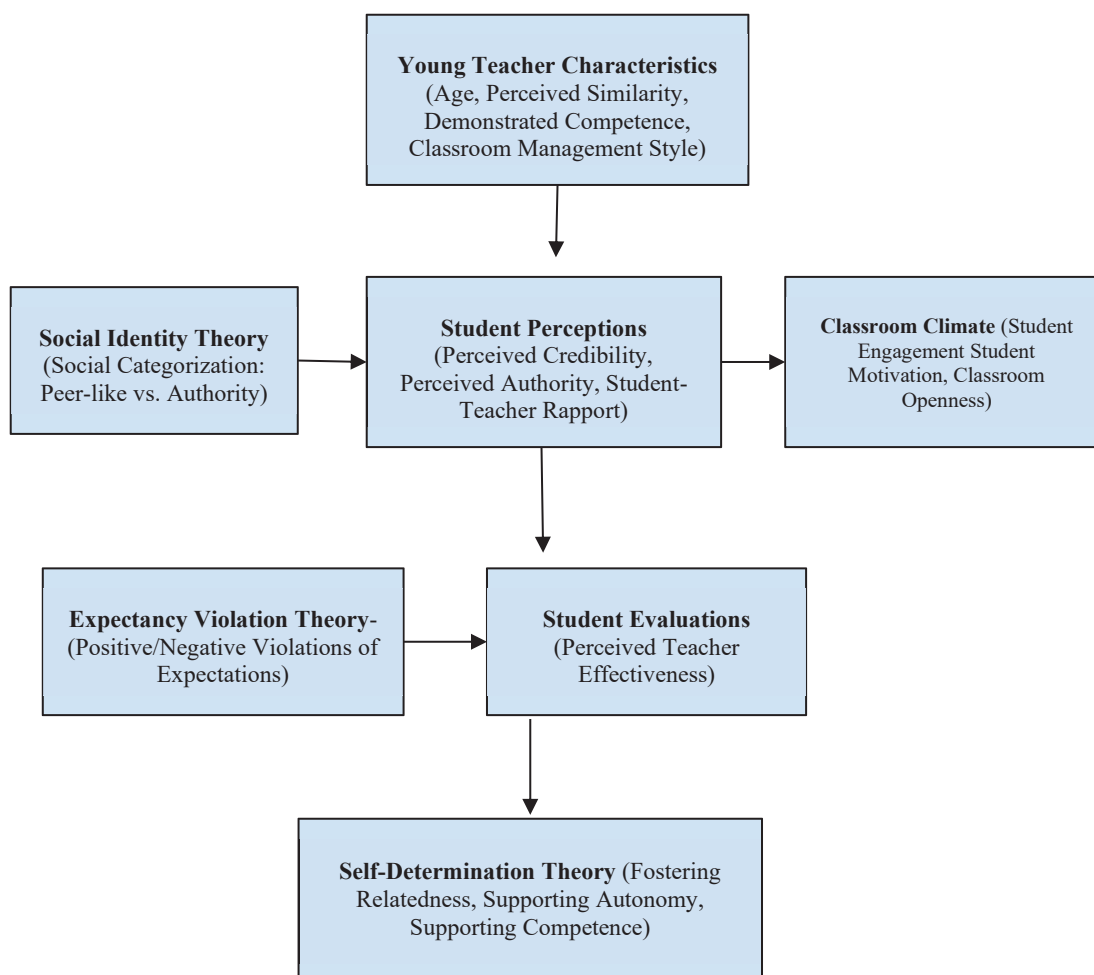 Young Teacher Characteristics
(Age, Perceived Similarity,
Demonstrated Competence,
Classroom Management Style)
Social Identity Theory
(Social Categorization:
Peer-like vs. Authority)
Student Perceptions
(Perceived Credibility,
Perceived Authority, Student-
Teacher Rapport)
Classroom Climate (Student
Engagement Student
Motivation, Classroom
Openness)
Expectancy Violation Theory-
(Positive/Negative Violations of
Expectations)
Student Evaluations
(Perceived Teacher
Effectiveness)
Self-Determination Theory (Fostering
Relatedness, Supporting Autonomy,
Supporting Competence)